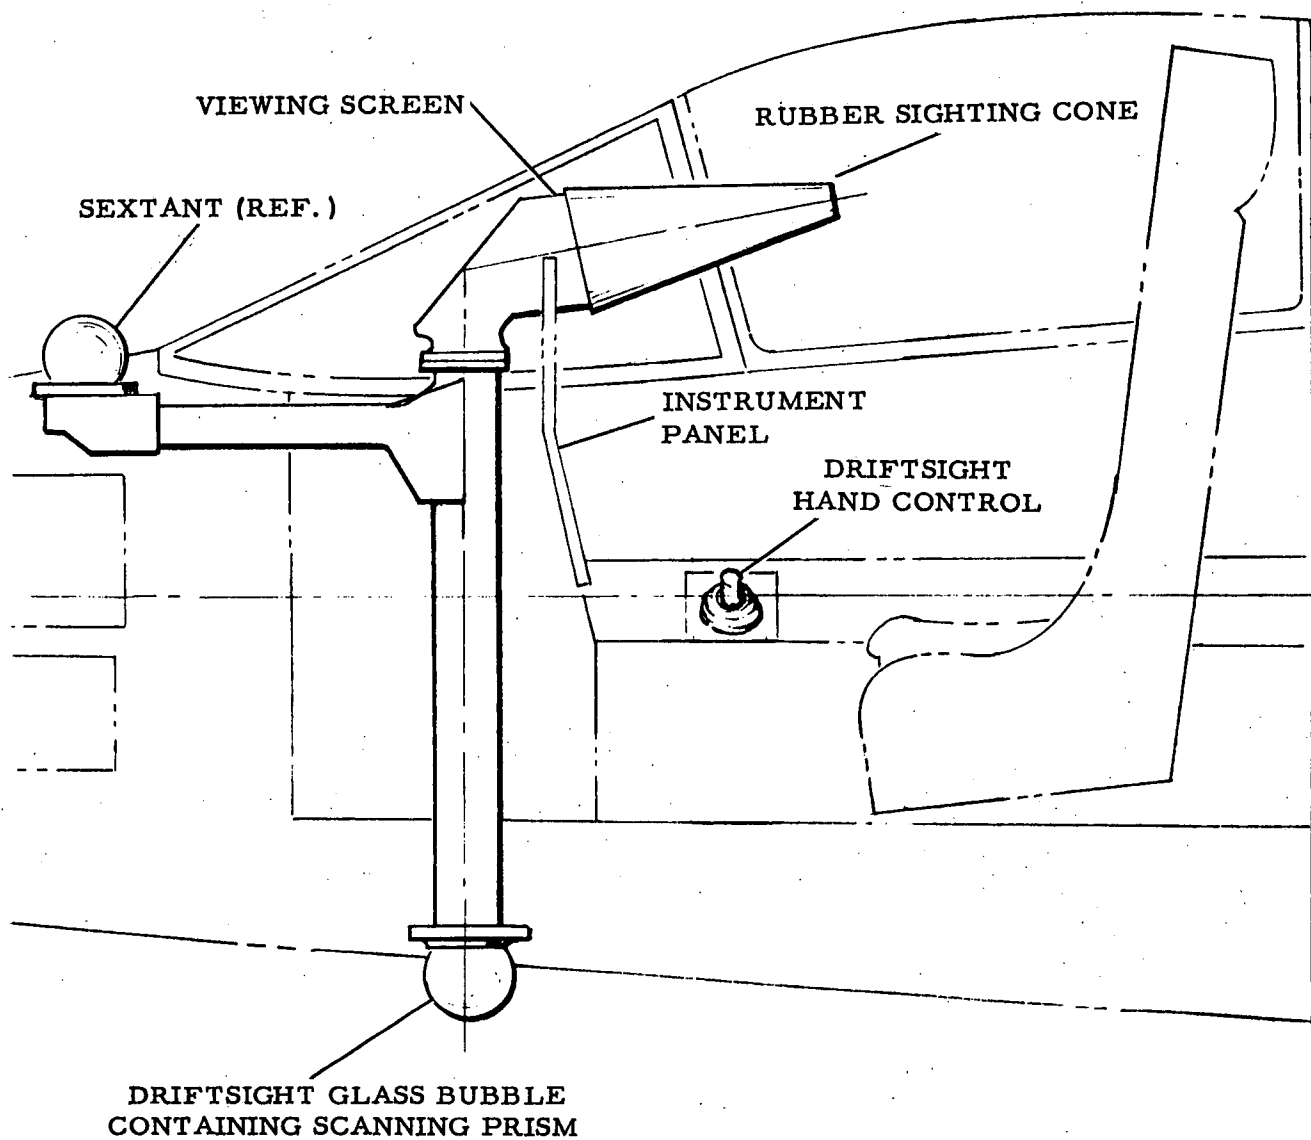 VIEWING SCREEN
RUBBER SIGHTING CONE
SEXTANT (REF.)
INSTRUMENT
PANEL
DRIFTSIGHT
HAND CONTROL
DRIFTSIGHT GLASS BUBBLE
CONTAINING SCANNING PRISM